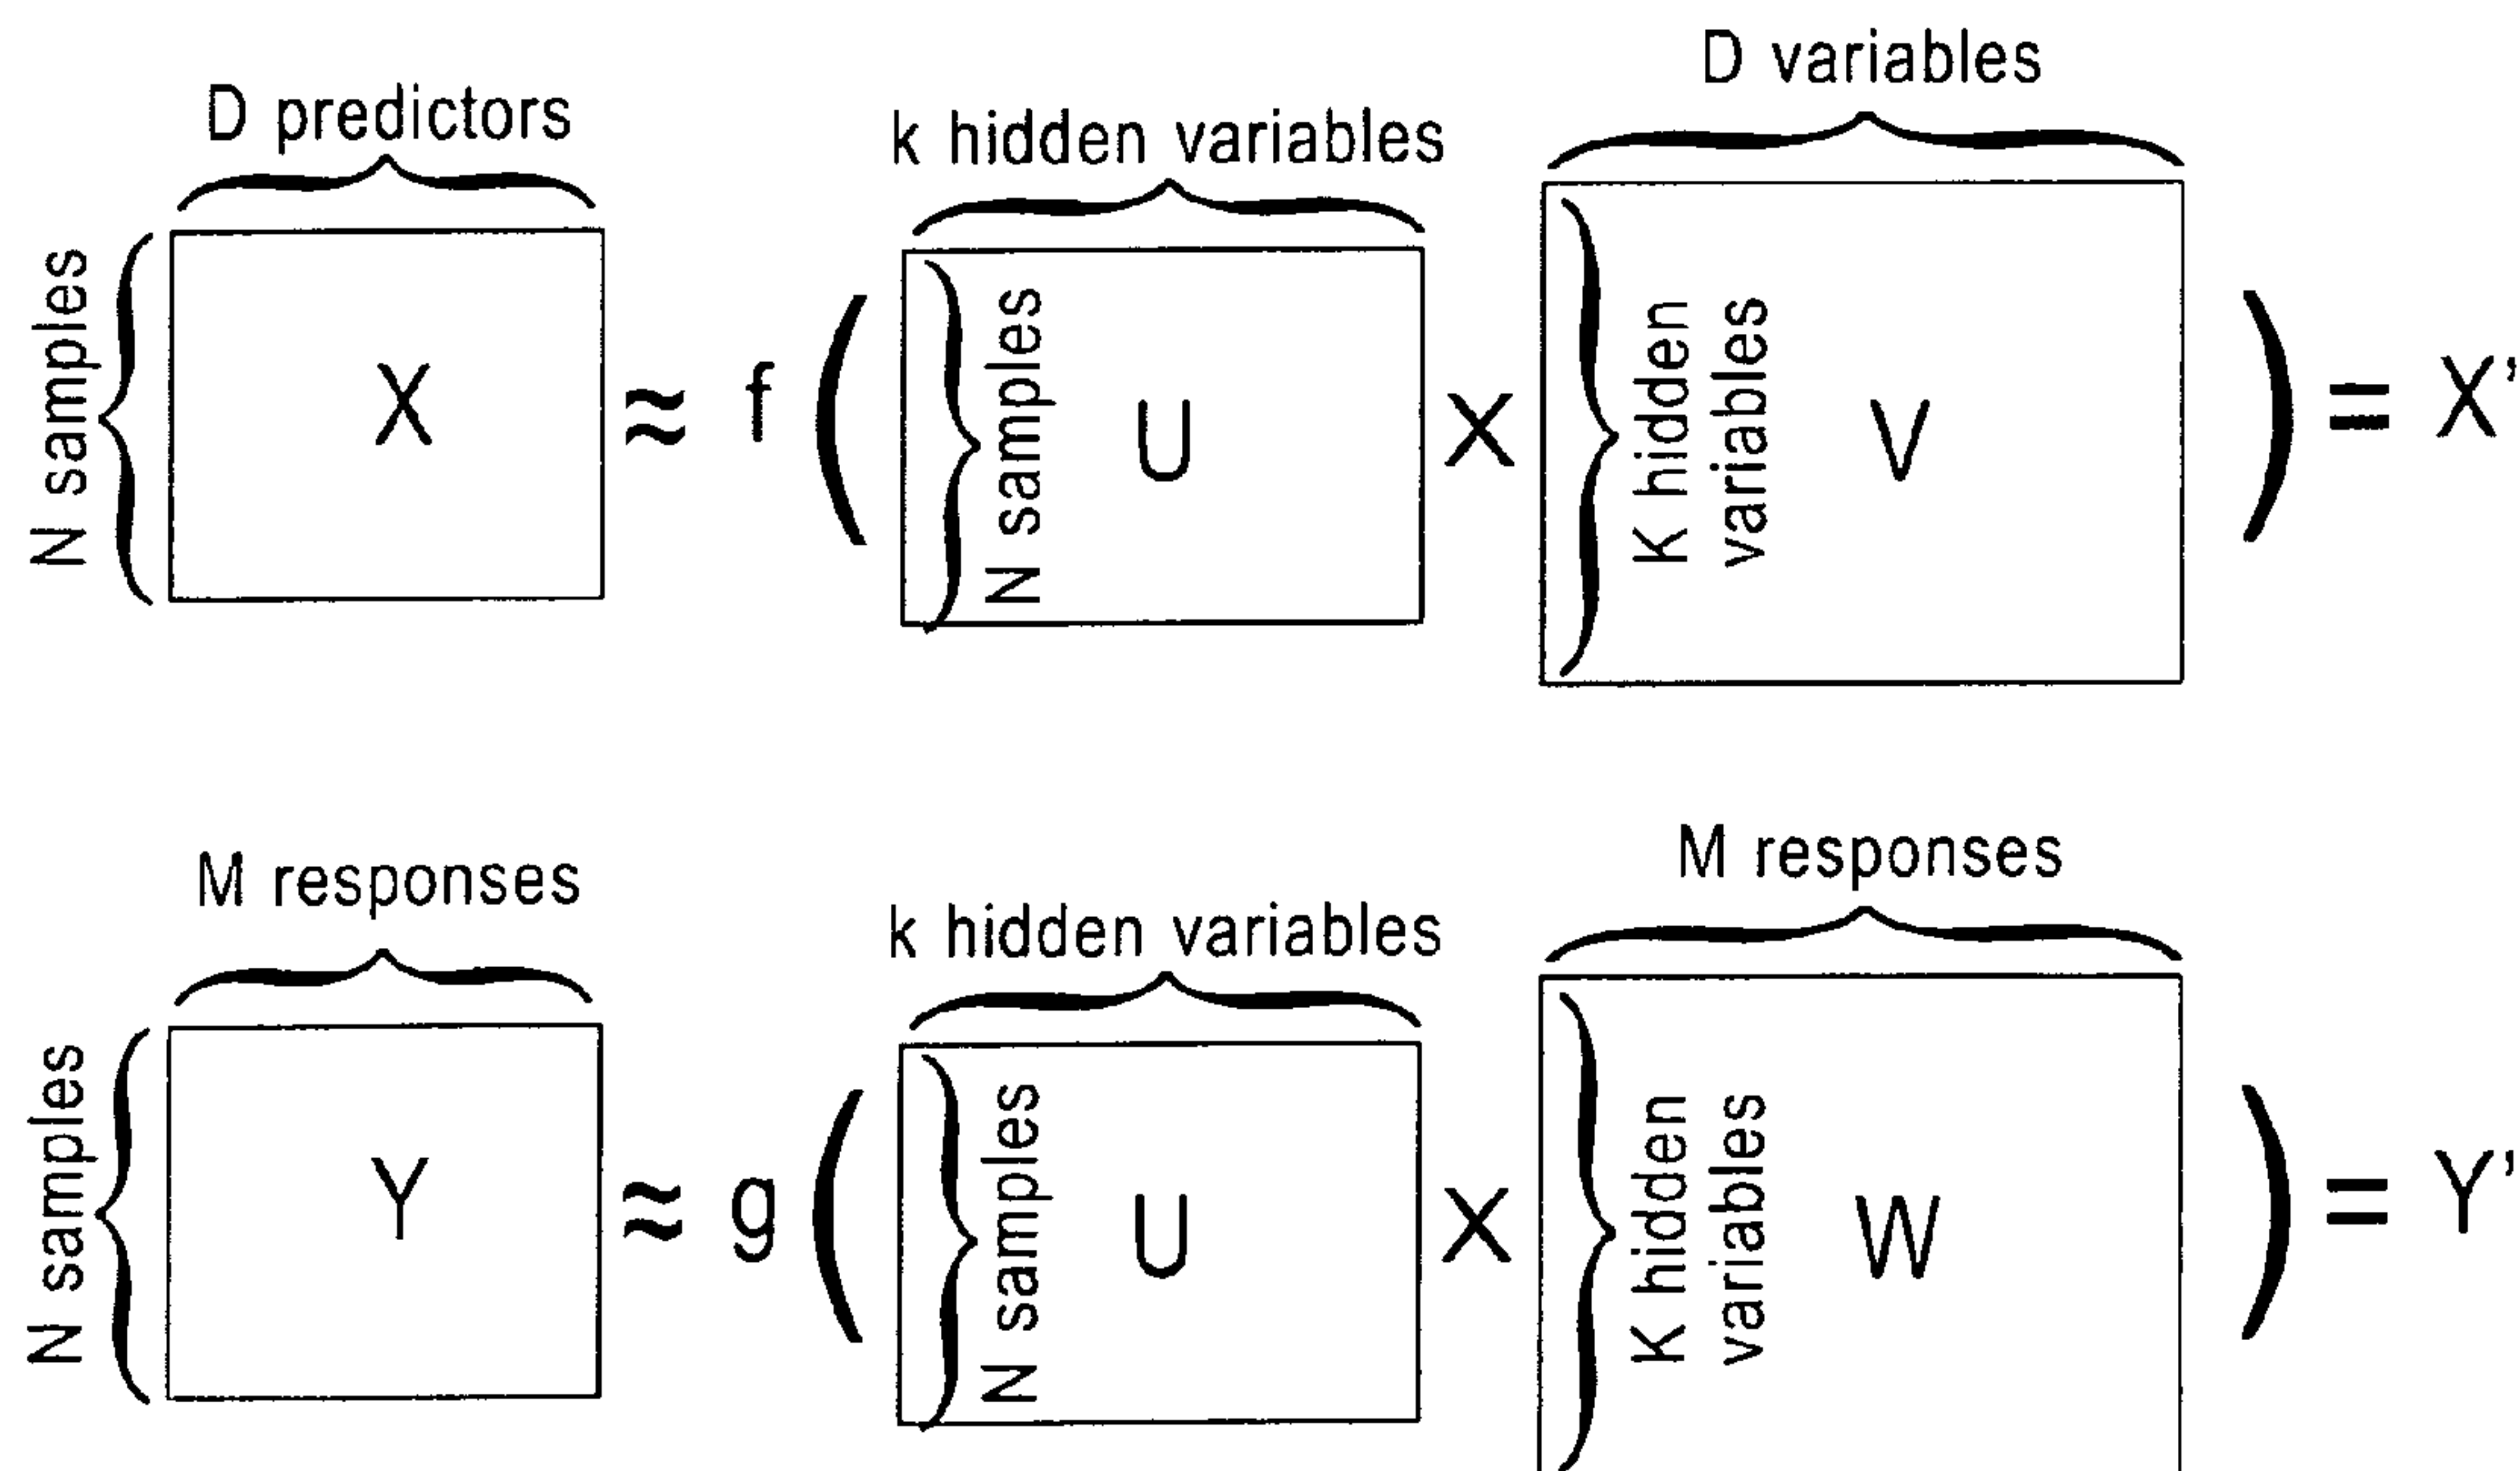 D variables
D predictors
k hidden variables
N samples
X
≈ f (
N samples
U
X
K hidden
variables
V
) = X'
M responses
M responses
k hidden variables
N samples
Y
≈ g (
N samples
U
X
K hidden
variables
W
) = Y'